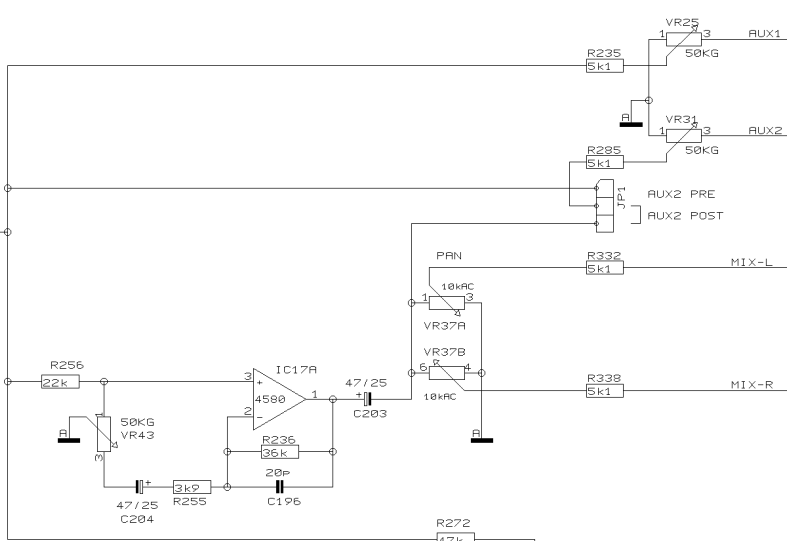 VR25
1 3 AUX1
R235
5k1 50KG
A
VR31
1 3 AUX2
R285
5k1 50KG
JP1
AUX2 PRE
AUX2 POST
PAN R332
5k1 MIX-L
10kAC
1 3
VR37A
VR37B
6 4
10kAC
R338
5k1 MIX-R
A
R256
22k
IC17A
3 +
4580 1
2 -
47/25
+
C203
1
50KG
VR43
A
3
R236
36k
20p
C196
+
3k9
R255
47/25
C204
R272
47k